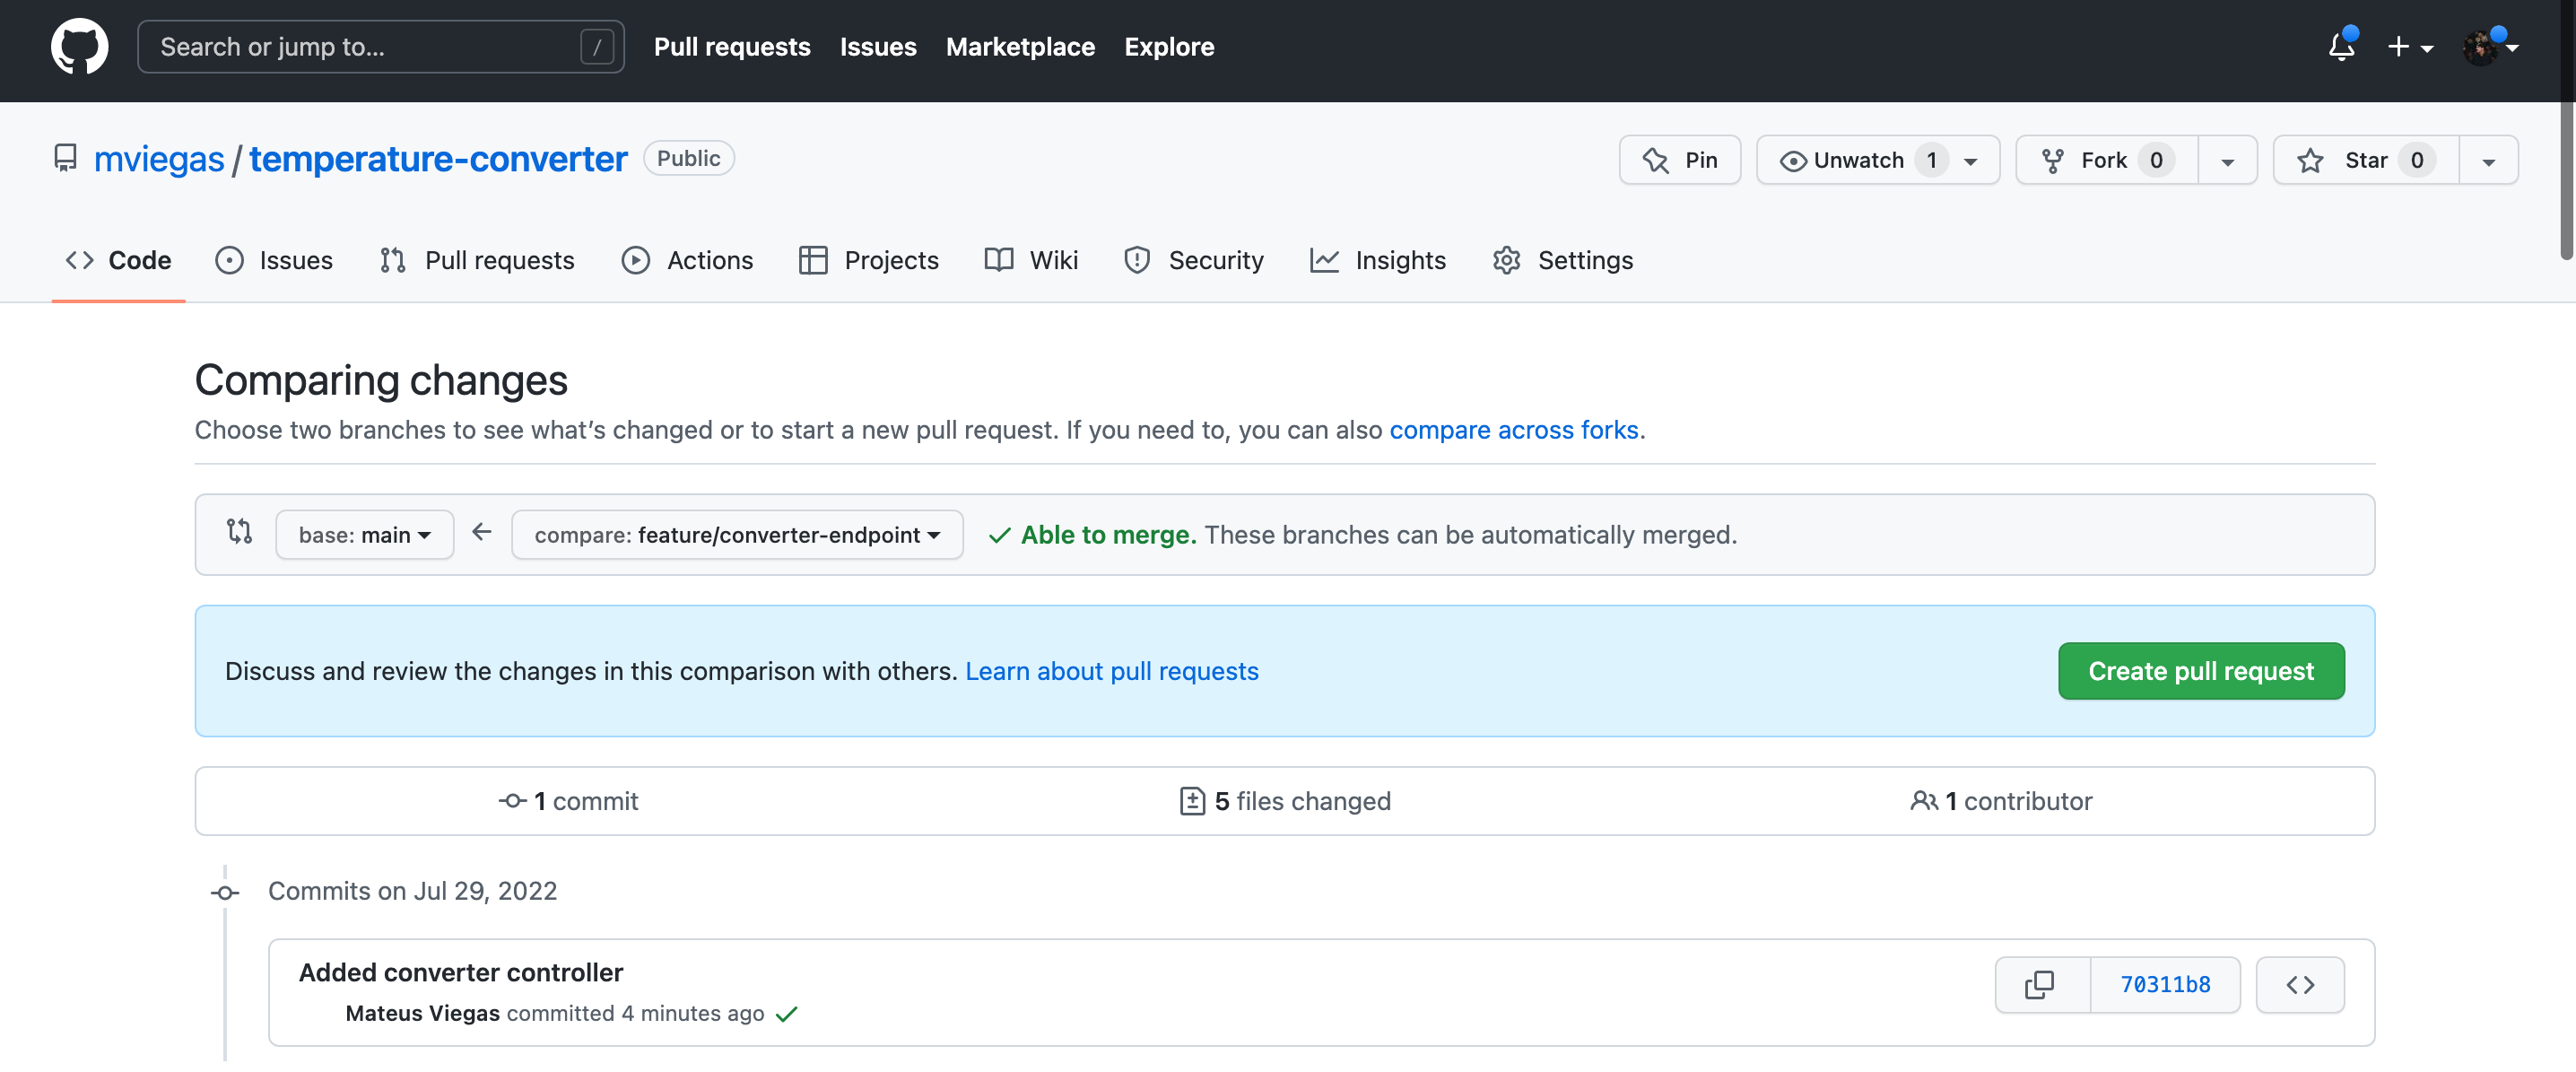 Search or jump to... / Pull requests Issues Marketplace Explore
mviegas / temperature-converter Public Pin Unwatch 1 Fork 0 Star 0
Code Issues Pull requests Actions Projects Wiki Security Insights Settings
Comparing changes
Choose two branches to see what’s changed or to start a new pull request. If you need to, you can also compare across forks.
base: main compare: feature/converter-endpoint Able to merge. These branches can be automatically merged.
Discuss and review the changes in this comparison with others. Learn about pull requests Create pull request
1 commit 5 files changed 1 contributor
Commits on Jul 29, 2022
Added converter controller
70311b8
Mateus Viegas committed 4 minutes ago